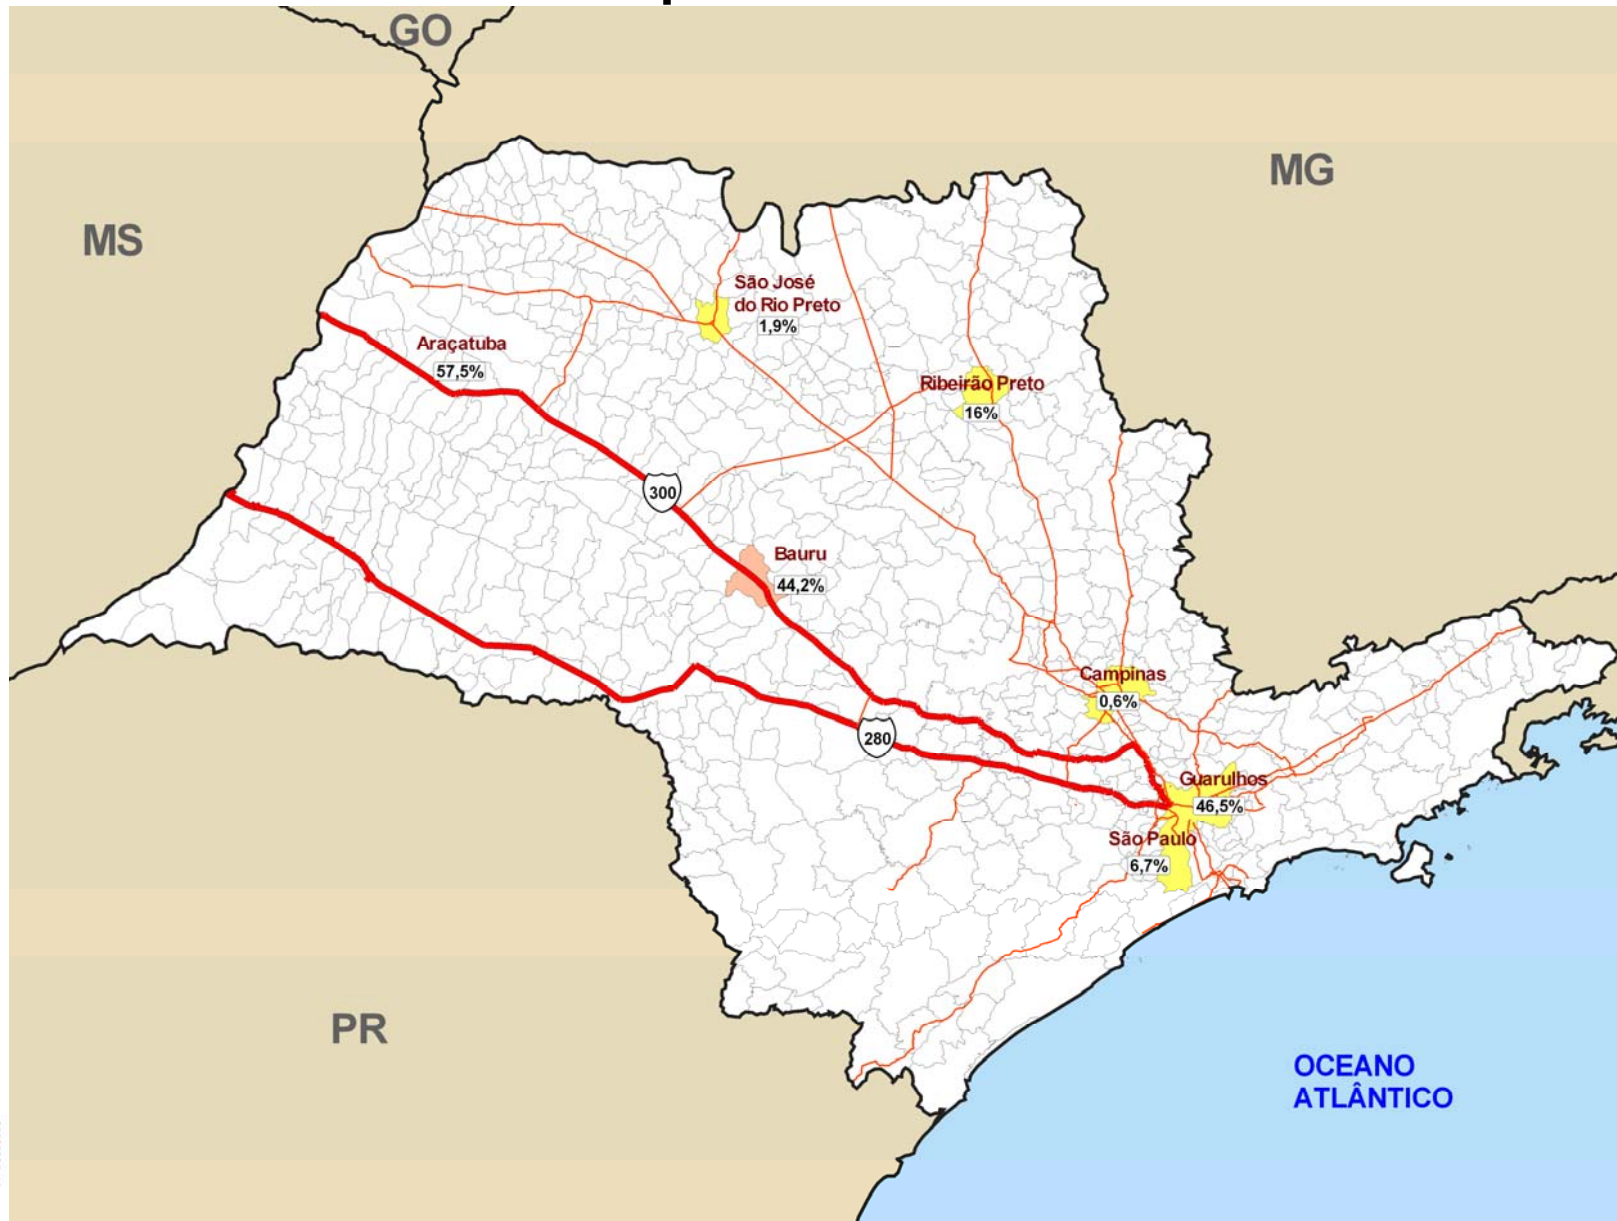 GO
MG
MS
São José
do Rio Preto
1,9%
Araçatuba
57,5%
Ribeirão Preto
16%
300
Bauru
44,2%
Campinas
0,6%
280
Guarulhos
46,5%
São Paulo
6,7%
PR
OCEANO
ATLÂNTICO